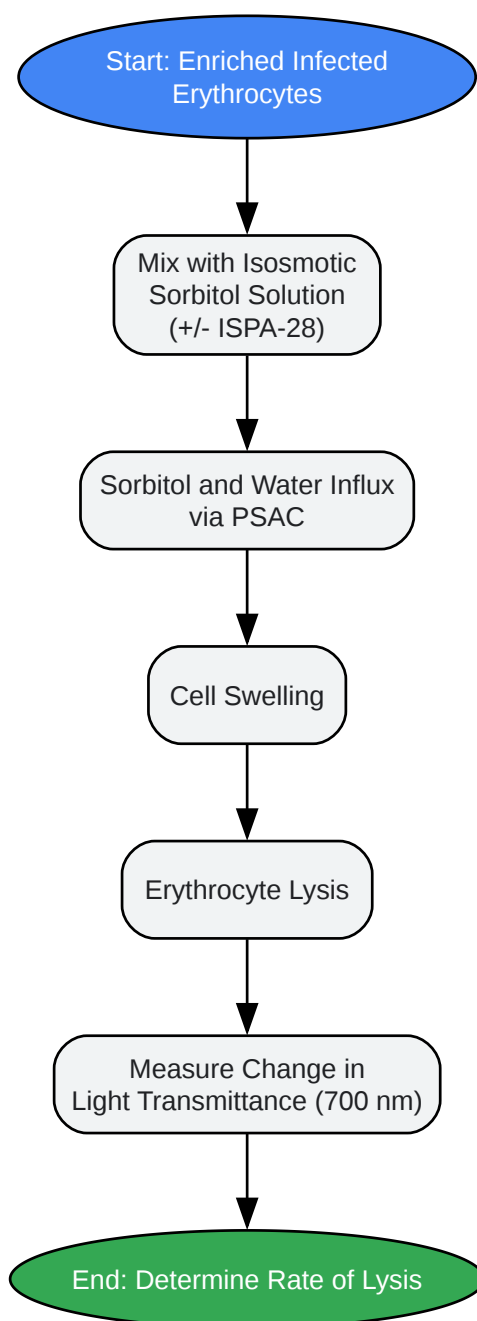 Start: Enriched Infected
Erythrocytes
Mix with Isosmotic
Sorbitol Solution
(+/- ISPA-28)
Sorbitol and Water Influx
via PSAC
Cell Swelling
Erythrocyte Lysis
Measure Change in
Light Transmittance (700 nm)
End: Determine Rate of Lysis